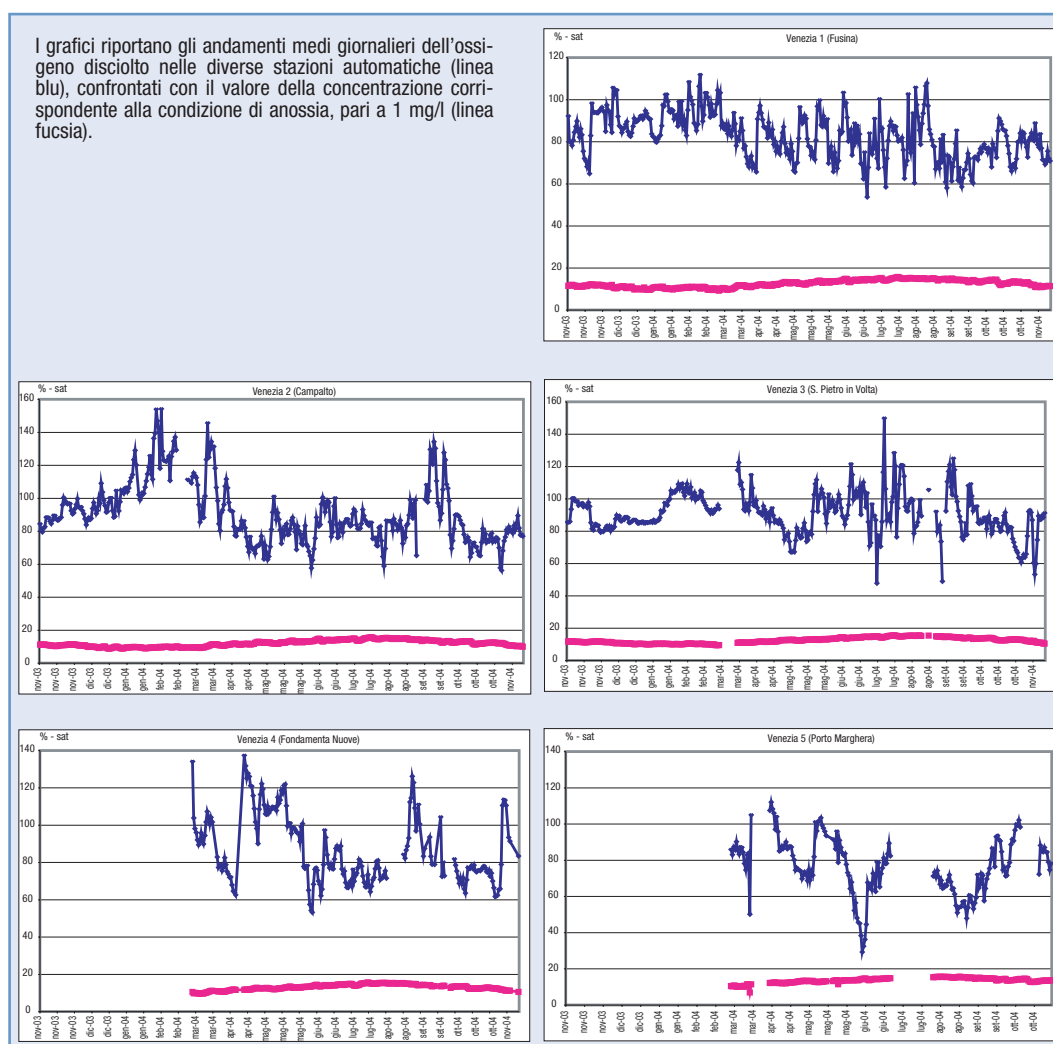 I grafici riportano gli andamenti medi giornalieri dell'ossi-
geno disciolto nelle diverse stazioni automatiche (linea
blu), confrontati con il valore della concentrazione corri-
spondente alla condizione di anossia, pari a 1 mg/l (linea
fucsia).
% - sat
Venezia 1 (Fusina)
120
100
80
60
40
20
0
nov-03 nov-03 nov-03 dic-03 dic-03 gen-04 gen-04 feb-04 feb-04 mar-04 mar-04 apr-04 apr-04 mag-04 mag-04 mag-04 giu-04 giu-04 lug-04 lug-04 ago-04 ago-04 set-04 set-04 ott-04 ott-04 nov-04
% - sat
Venezia 2 (Campalto)
160
140
120
100
80
60
40
20
0
nov-03 nov-03 nov-03 dic-03 dic-03 gen-04 gen-04 feb-04 feb-04 mar-04 mar-04 apr-04 apr-04 mag-04 mag-04 mag-04 giu-04 giu-04 lug-04 lug-04 ago-04 ago-04 set-04 set-04 ott-04 ott-04 ott-04 nov-04
% - sat
Venezia 3 (S. Pietro in Volta)
160
140
120
100
80
60
40
20
0
nov-03 nov-03 nov-03 dic-03 dic-03 gen-04 gen-04 feb-04 feb-04 mar-04 mar-04 apr-04 apr-04 mag-04 mag-04 mag-04 giu-04 giu-04 lug-04 lug-04 ago-04 ago-04 set-04 set-04 ott-04 ott-04 ott-04 nov-04
% - sat
Venezia 4 (Fondamenta Nuove)
140
120
100
80
60
40
20
0
nov-03 nov-03 nov-03 dic-03 dic-03 gen-04 gen-04 feb-04 feb-04 mar-04 mar-04 apr-04 apr-04 mag-04 mag-04 mag-04 giu-04 giu-04 lug-04 lug-04 ago-04 ago-04 set-04 set-04 ott-04 ott-04 nov-04
% - sat
Venezia 5 (Porto Marghera)
140
120
100
80
60
40
20
0
nov-03 nov-03 nov-03 dic-03 dic-03 gen-04 gen-04 feb-04 feb-04 mar-04 mar-04 apr-04 apr-04 mag-04 mag-04 giu-04 giu-04 lug-04 lug-04 ago-04 ago-04 set-04 set-04 ott-04 ott-04